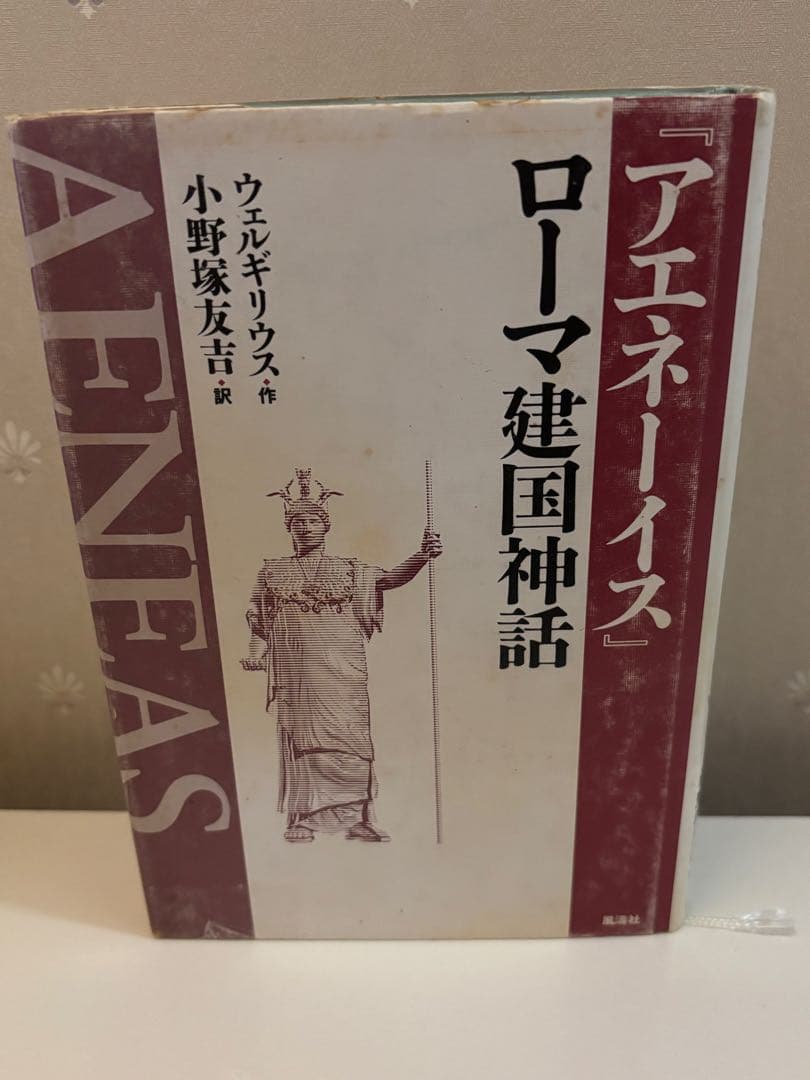 『アエネーイス』
ローマ建国神話
ウェルギリウス・作
小野塚友吉・訳
AENEAS
風濤社